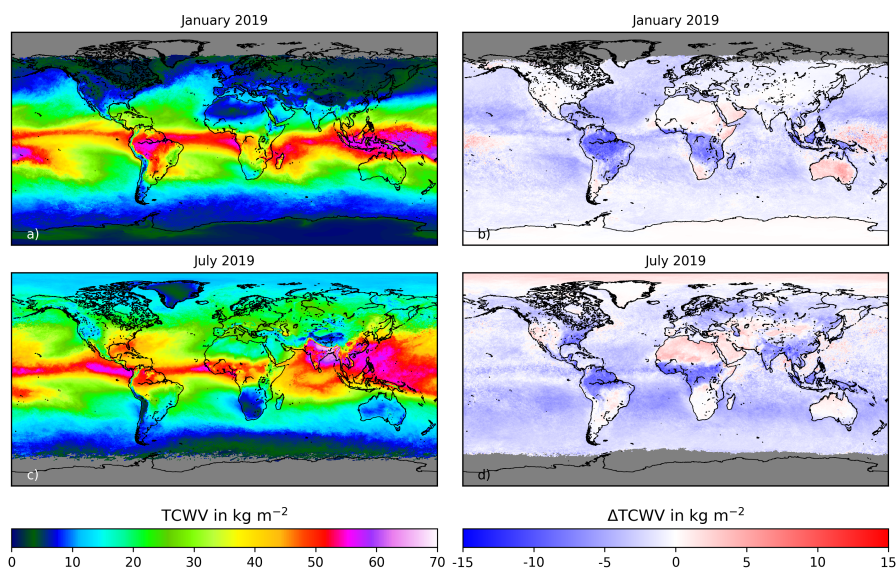 January 2019
January 2019
a)
b)
July 2019
July 2019
c)
d)
TCWV in kg m⁻²
ΔTCWV in kg m⁻²
0 10 20 30 40 50 60 70
-15 -10 -5 0 5 10 15